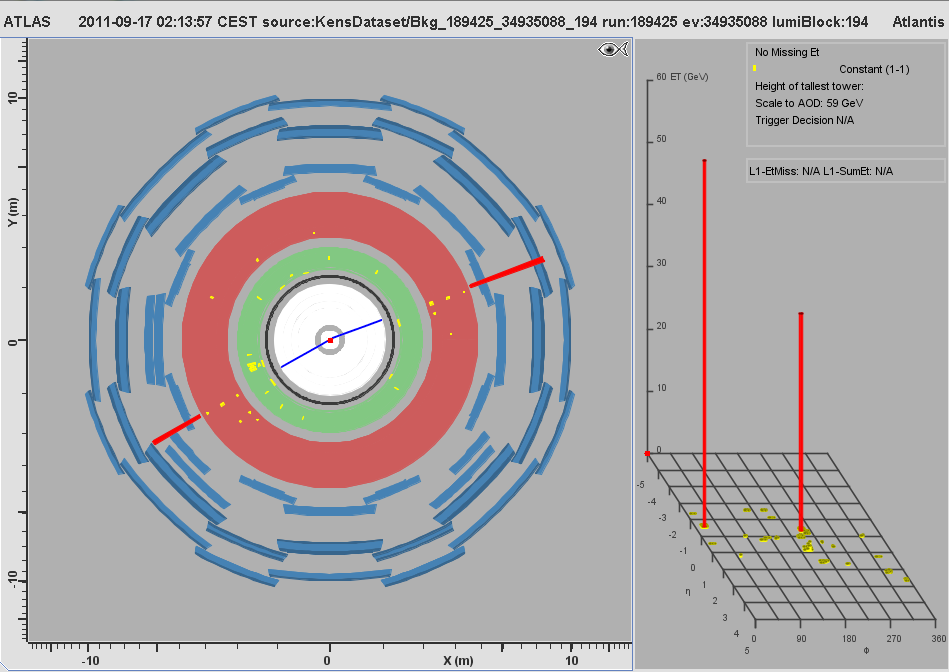 ATLAS 2011-09-17 02:13:57 CEST source:KensDataset/Bkg_189425_34935088_194 run:189425 ev:34935088 lumiBlock:194 Atlantis
No Missing Et
Constant (1-1)
Height of tallest tower:
Scale to AOD: 59 GeV
Trigger Decision N/A
L1-EtMiss: N/A L1-SumEt: N/A
Y (m)
10
0
-10
-10
0
X (m)
10
60 ET (GeV)
50
40
30
20
10
0
-5
-4
-3
-2
-1
0
1
2
3
4
5
η
0
90
180
270
360
Φ